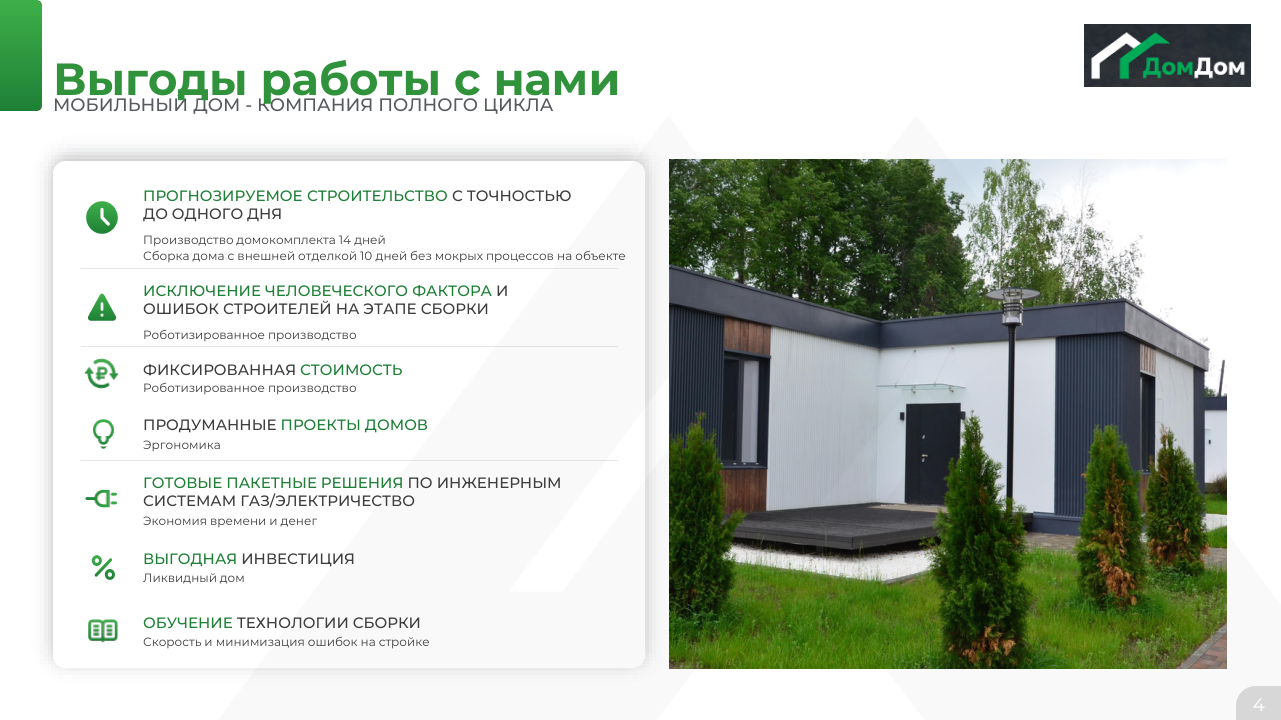 Выгоды работы с нами
МОБИЛЬНЫЙ ДОМ - КОМПАНИЯ ПОЛНОГО ЦИКЛА
ДомДом
ПРОГНОЗИРУЕМОЕ СТРОИТЕЛЬСТВО С ТОЧНОСТЬЮ
ДО ОДНОГО ДНЯ
Производство домокомплекта 14 дней
Сборка дома с внешней отделкой 10 дней без мокрых процессов на объекте
ИСКЛЮЧЕНИЕ ЧЕЛОВЕЧЕСКОГО ФАКТОРА И
ОШИБОК СТРОИТЕЛЕЙ НА ЭТАПЕ СБОРКИ
Роботизированное производство
ФИКСИРОВАННАЯ СТОИМОСТЬ
Роботизированное производство
ПРОДУМАННЫЕ ПРОЕКТЫ ДОМОВ
Эргономика
ГОТОВЫЕ ПАКЕТНЫЕ РЕШЕНИЯ ПО ИНЖЕНЕРНЫМ
СИСТЕМАМ ГАЗ/ЭЛЕКТРИЧЕСТВО
Экономия времени и денег
ВЫГОДНАЯ ИНВЕСТИЦИЯ
Ликвидный дом
ОБУЧЕНИЕ ТЕХНОЛОГИИ СБОРКИ
Скорость и минимизация ошибок на стройке
4